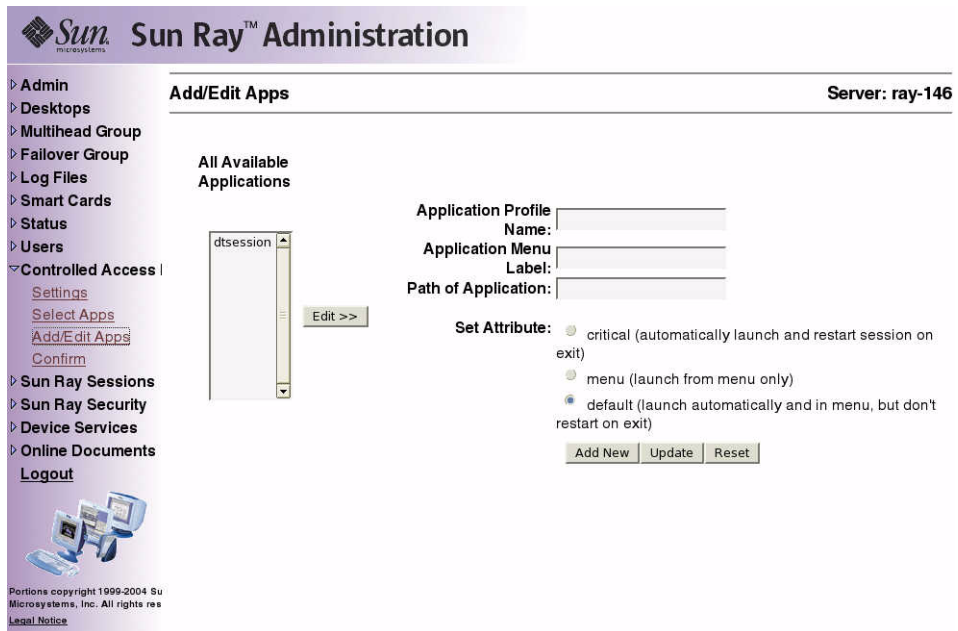 Sun
microsystems
Sun Ray™ Administration
Admin
Desktops
Multihead Group
Failover Group
Log Files
Smart Cards
Status
Users
Controlled Access
Settings
Select Apps
Add/Edit Apps
Confirm
Sun Ray Sessions
Sun Ray Security
Device Services
Online Documents
Logout
Portions copyright 1999-2004 Su
Microsystems, Inc. All rights res
Legal Notice
Add/Edit Apps
Server: ray-146
All Available
Applications
dtsession
Edit >>
Application Profile
Name:
Application Menu
Label:
Path of Application:
Set Attribute:
critical (automatically launch and restart session on
exit)
menu (launch from menu only)
default (launch automatically and in menu, but don't
restart on exit)
Add New
Update
Reset